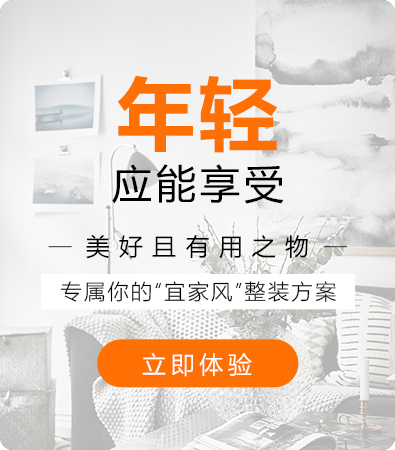 年轻
应能享受
— 美好且有用之物 —
专属你的“宜家风”整装方案
立即体验